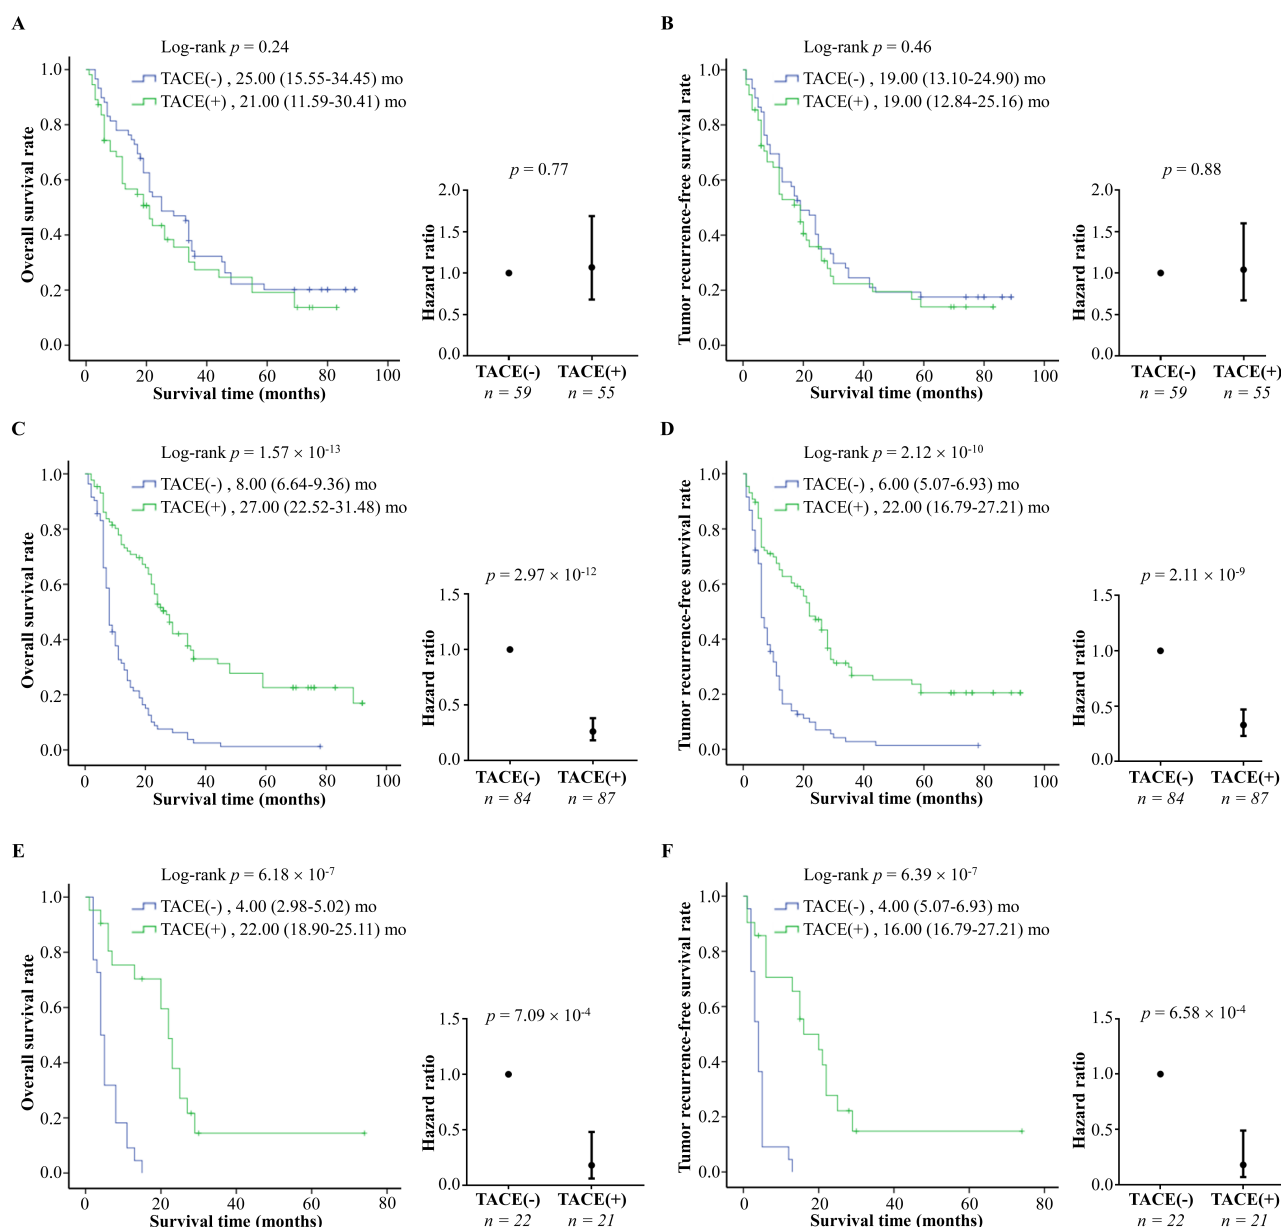 A
Log-rank p = 0.24
TACE(-) , 25.00 (15.55-34.45) mo
TACE(+) , 21.00 (11.59-30.41) mo
Overall survival rate
1.0
0.8
0.6
0.4
0.2
0.0
0 20 40 60 80 100
Survival time (months)
p = 0.77
Hazard ratio
2.0
1.5
1.0
0.5
0.0
TACE(-) TACE(+)
n = 59 n = 55
B
Log-rank p = 0.46
TACE(-) , 19.00 (13.10-24.90) mo
TACE(+) , 19.00 (12.84-25.16) mo
Tumor recurrence-free survival rate
1.0
0.8
0.6
0.4
0.2
0.0
0 20 40 60 80 100
Survival time (months)
p = 0.88
Hazard ratio
2.0
1.5
1.0
0.5
0.0
TACE(-) TACE(+)
n = 59 n = 55
C
Log-rank p = 1.57 × 10-13
TACE(-) , 8.00 (6.64-9.36) mo
TACE(+) , 27.00 (22.52-31.48) mo
Overall survival rate
1.0
0.8
0.6
0.4
0.2
0.0
0 20 40 60 80 100
Survival time (months)
p = 2.97 × 10-12
Hazard ratio
1.5
1.0
0.5
0.0
TACE(-) TACE(+)
n = 84 n = 87
D
Log-rank p = 2.12 × 10-10
TACE(-) , 6.00 (5.07-6.93) mo
TACE(+) , 22.00 (16.79-27.21) mo
Tumor recurrence-free survival rate
1.0
0.8
0.6
0.4
0.2
0.0
0 20 40 60 80 100
Survival time (months)
p = 2.11 × 10-9
Hazard ratio
1.5
1.0
0.5
0.0
TACE(-) TACE(+)
n = 84 n = 87
E
Log-rank p = 6.18 × 10-7
TACE(-) , 4.00 (2.98-5.02) mo
TACE(+) , 22.00 (18.90-25.11) mo
Overall survival rate
1.0
0.8
0.6
0.4
0.2
0.0
0 20 40 60 80
Survival time (months)
p = 7.09 × 10-4
Hazard ratio
1.5
1.0
0.5
0.0
TACE(-) TACE(+)
n = 22 n = 21
F
Log-rank p = 6.39 × 10-7
TACE(-) , 4.00 (5.07-6.93) mo
TACE(+) , 16.00 (16.79-27.21) mo
Tumor recurrence-free survival rate
1.0
0.8
0.6
0.4
0.2
0.0
0 20 40 60 80
Survival time (months)
p = 6.58 × 10-4
Hazard ratio
1.5
1.0
0.5
0.0
TACE(-) TACE(+)
n = 22 n = 21